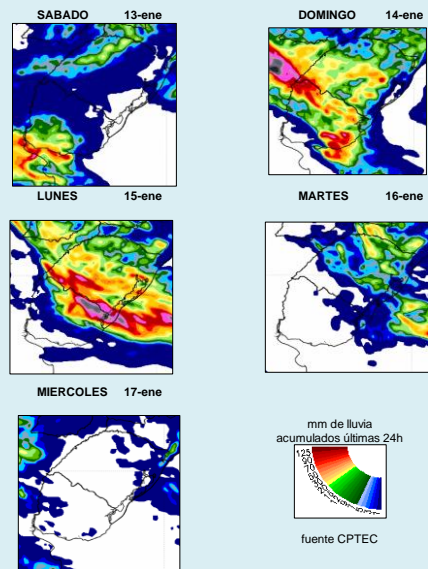 SABADO 13-ene
DOMINGO 14-ene
LUNES 15-ene
MARTES 16-ene
MIERCOLES 17-ene
mm de lluvia
acumulados últimas 24h
fuente CPTEC